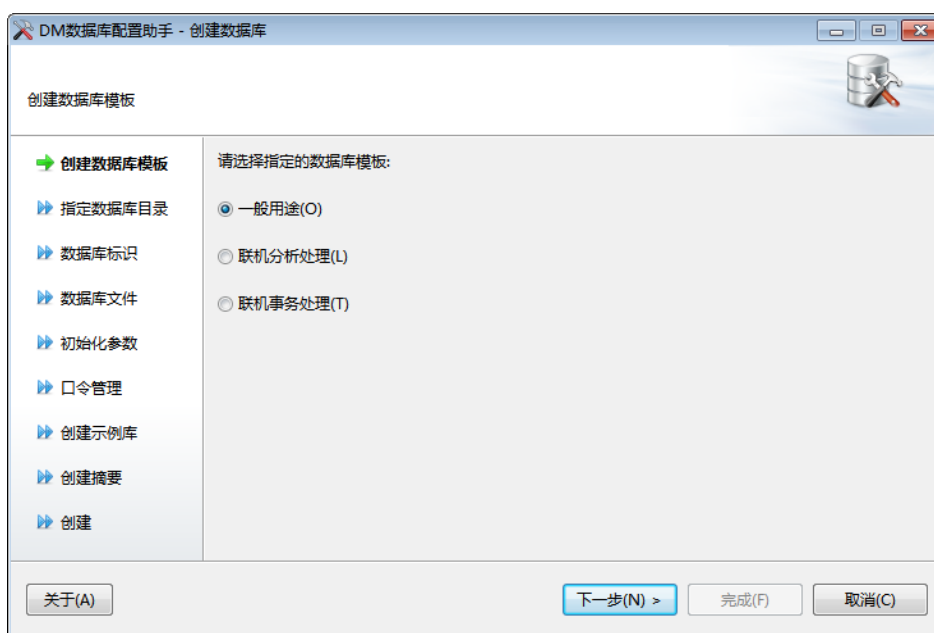 DM数据库配置助手 - 创建数据库
创建数据库模板
创建数据库模板
指定数据库目录
数据库标识
数据库文件
初始化参数
口令管理
创建示例库
创建摘要
创建
请选择指定的数据库模板:
一般用途(O)
联机分析处理(L)
联机事务处理(T)
关于(A)
下一步(N) >
完成(F)
取消(C)